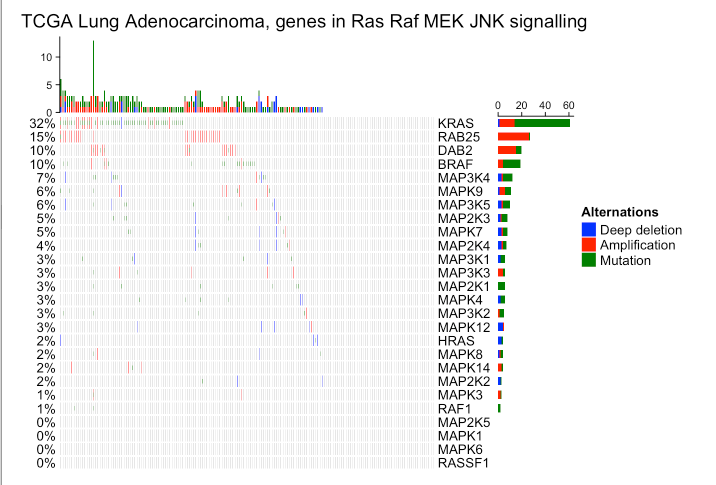 TCGA Lung Adenocarcinoma, genes in Ras Raf MEK JNK signalling
10
5
0
0 20 40 60
32% KRAS
15% RAB25
10% DAB2
10% BRAF
7% MAP3K4
6% MAPK9
6% MAP3K5
5% MAP2K3
5% MAPK7
4% MAP2K4
3% MAP3K1
3% MAP3K3
3% MAP2K1
3% MAPK4
3% MAP3K2
3% MAPK12
2% HRAS
2% MAPK8
2% MAPK14
2% MAP2K2
1% MAPK3
1% RAF1
0% MAP2K5
0% MAPK1
0% MAPK6
0% RASSF1
Alternations
Deep deletion
Amplification
Mutation